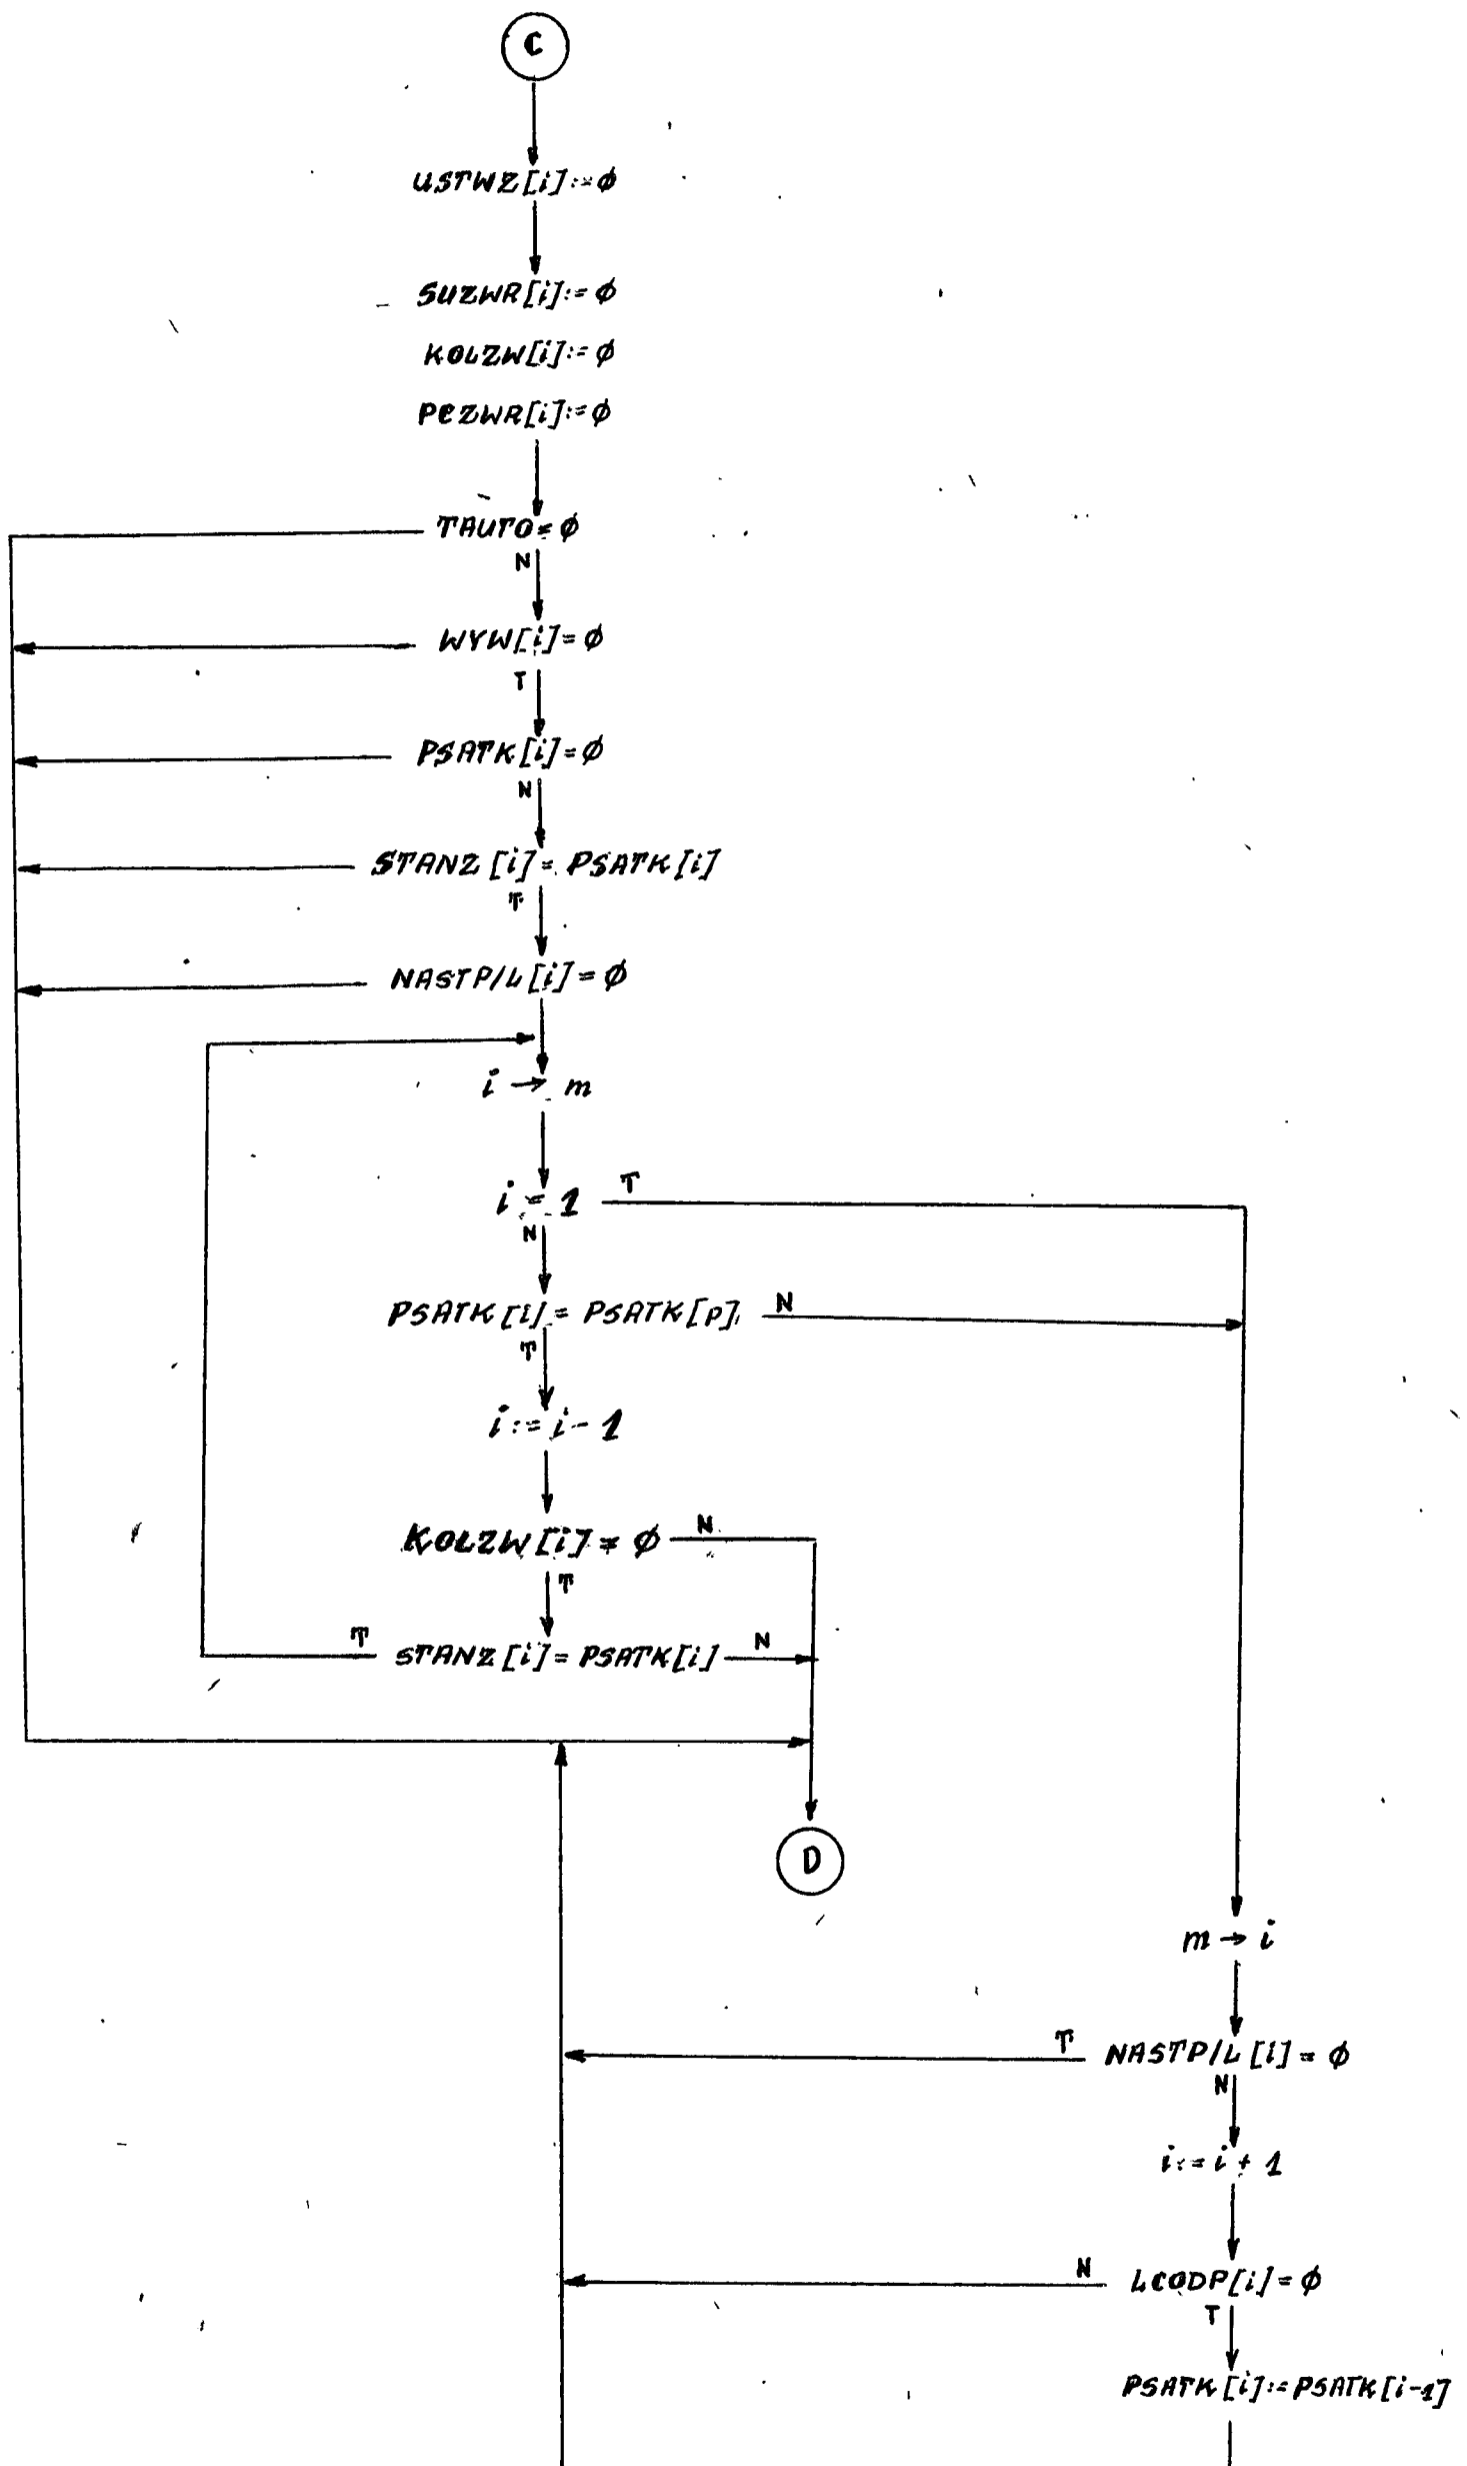 C
USTWZ[i]:=ø
SUZWR[i]:=ø
KOLZW[i]:=ø
PCZWR[i]:=ø
TAUTO=ø
N
WYW[i]=ø
T
PSATK[i]=ø
N
STANZ[i]=PSATK[i]
T
NASTP/L[i]=ø
i → m
i = 1 T
N
PSATK[i]=PSATK[p] N
T
i:=i-1
KOLZW[i]=ø N
T
T STANZ[i]=PSATK[i] N
D
m → i
T NASTP/L[i]=ø
N
i:=i+1
N LCODP[i]=ø
T
PSATK[i]:=PSATK[i-1]